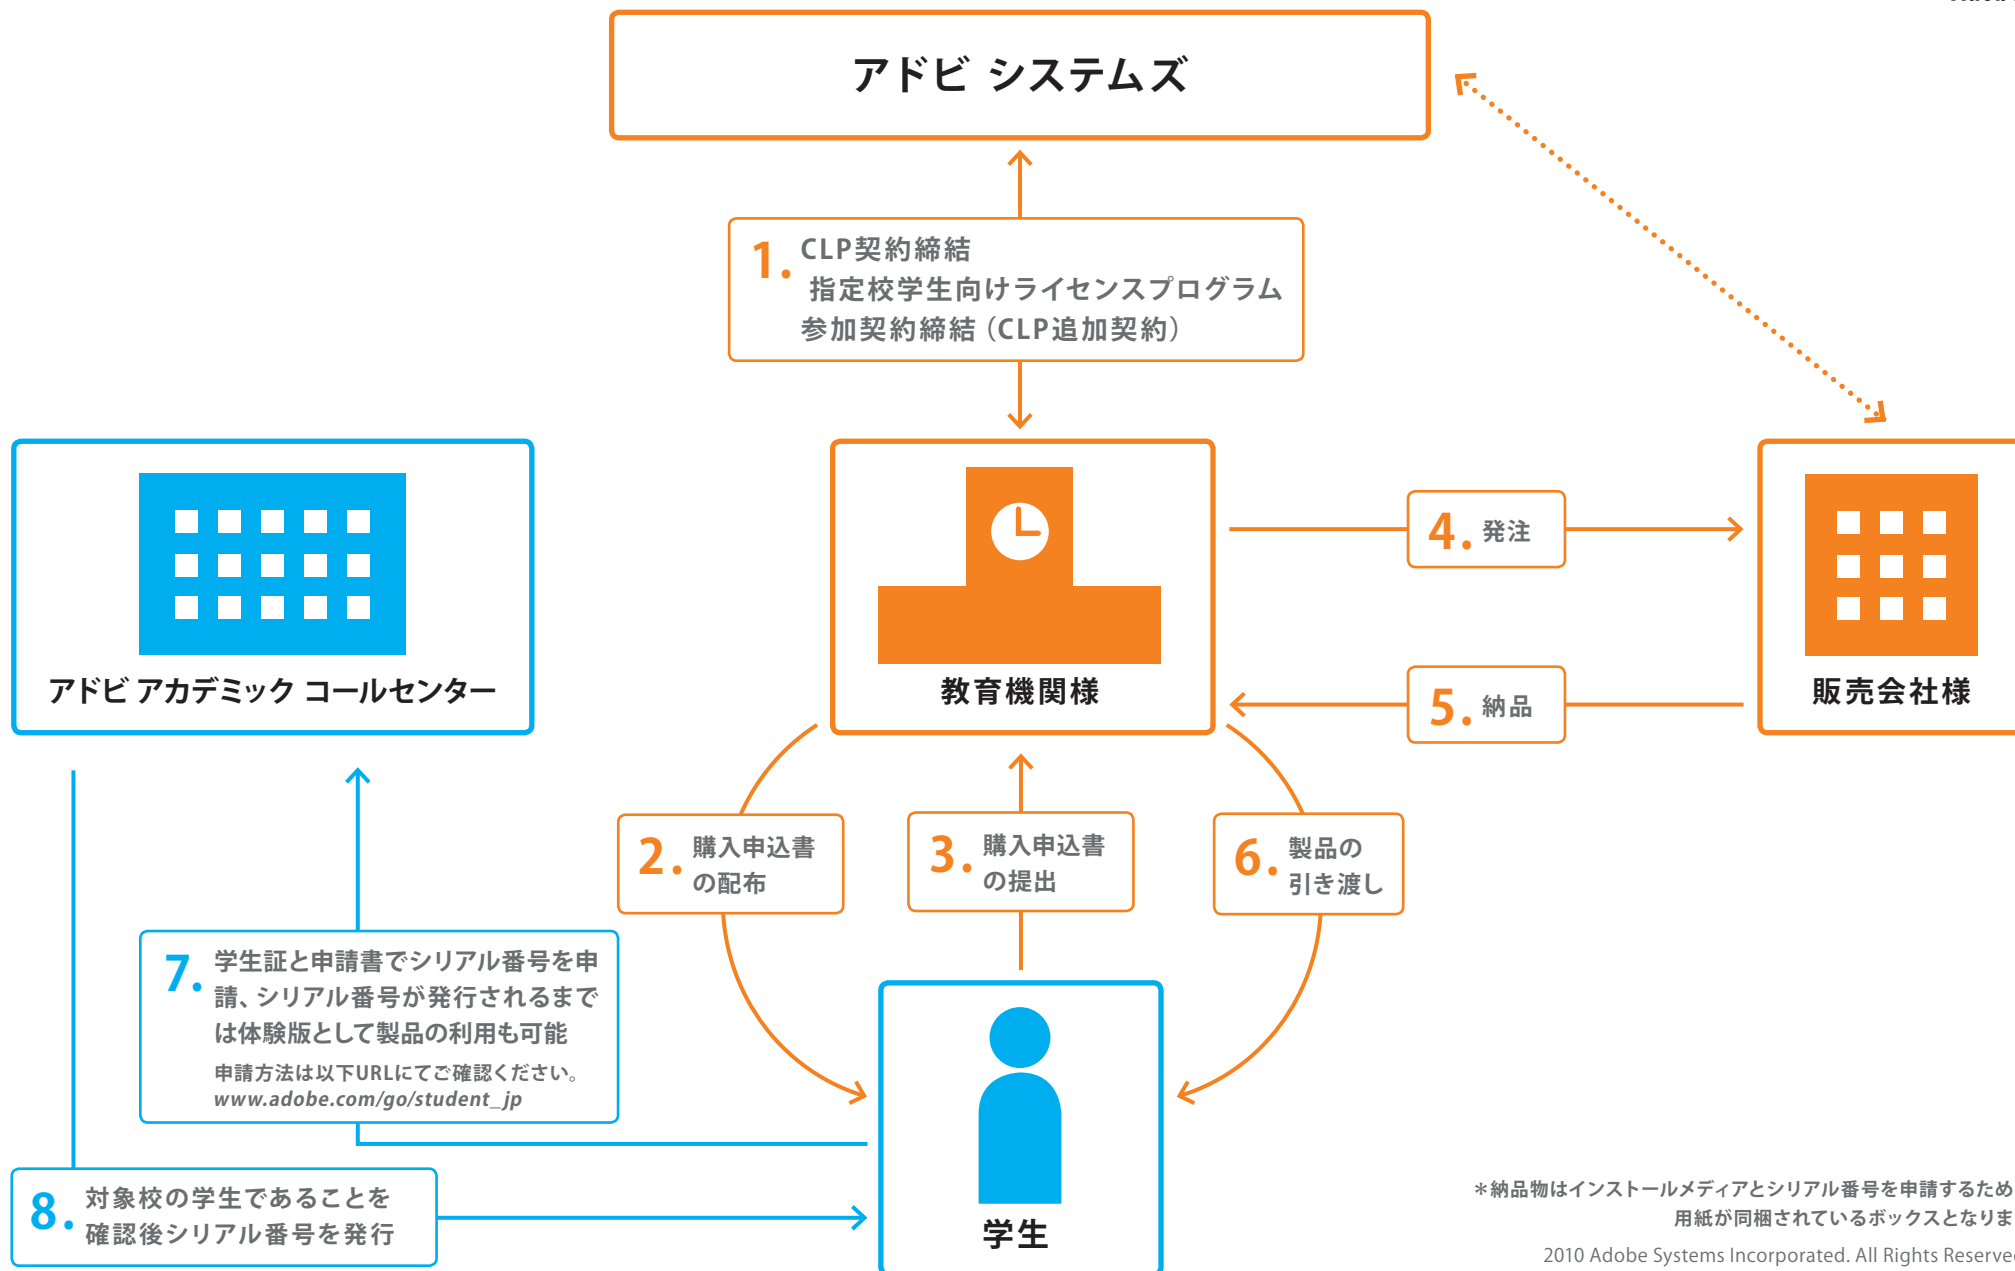 アドビ システムズ
1. CLP契約締結
指定校学生向けライセンスプログラム
参加契約締結（CLP追加契約）
アドビ アカデミック コールセンター
教育機関様
販売会社様
4. 発注
5. 納品
2. 購入申込書
の配布
3. 購入申込書
の提出
6. 製品の
引き渡し
7. 学生証と申請書でシリアル番号を申
請、シリアル番号が発行されるまで
は体験版として製品の利用も可能
申請方法は以下URLにてご確認ください。
www.adobe.com/go/student_jp
8. 対象校の学生であることを
確認後シリアル番号を発行
学生
＊納品物はインストールメディアとシリアル番号を申請するため
用紙が同梱されているボックスとなりま
2010 Adobe Systems Incorporated. All Rights Reserve